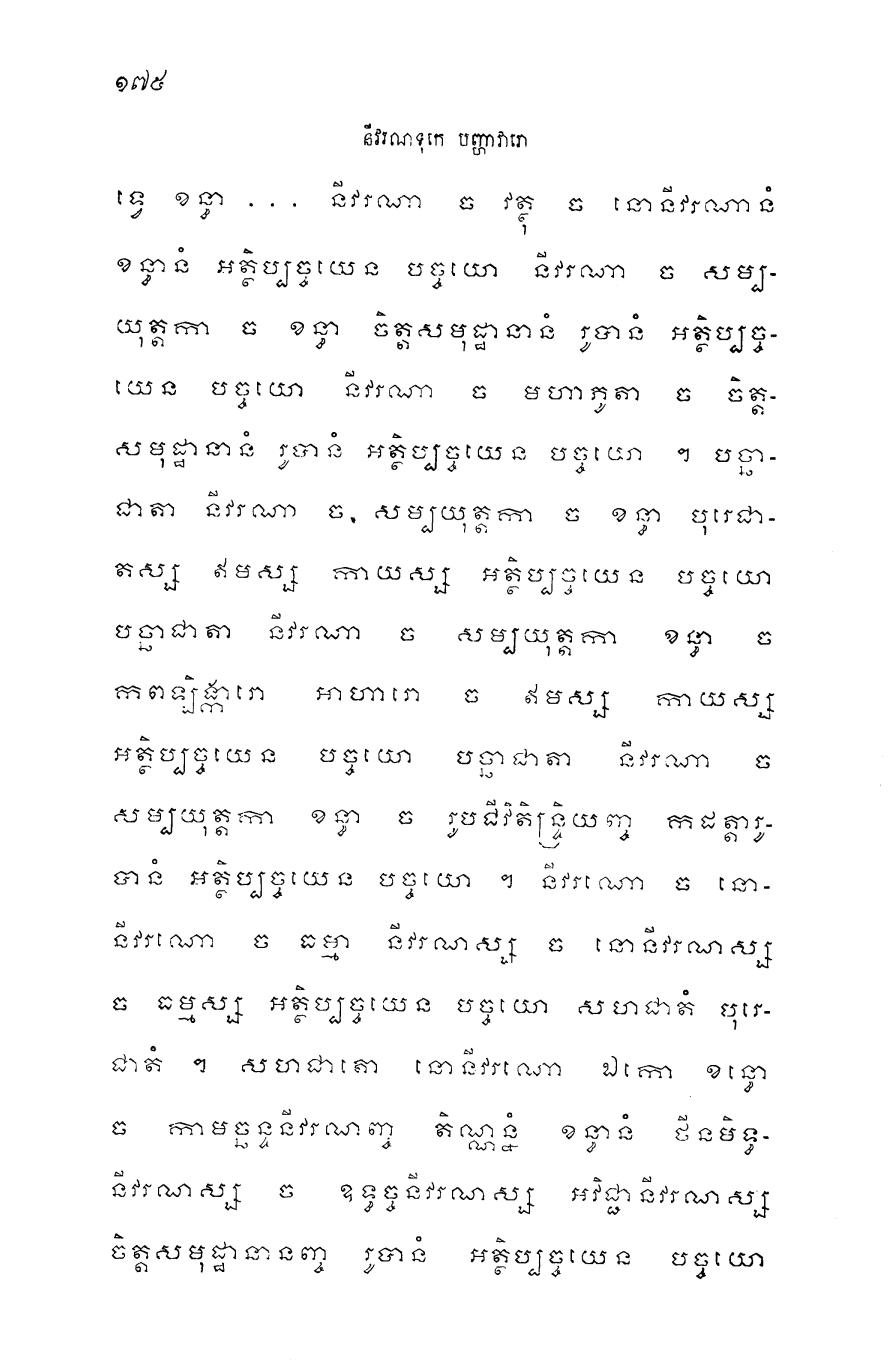 ១៧៥
នីវរណទុកេ បញ្ហាវារោ
ទ្វេ ខន្ធា ... នីវរណា ច វត្ថុ ច នោនីវរណានំ
ខន្ធានំ អត្ថិប្បច្ចយេន បច្ចយោ នីវរណា ច សម្ប-
យុត្តកា ច ខន្ធា ចិត្តសមុដ្ឋានានំ រូបានំ អត្ថិប្បច្ច-
យេន បច្ចយោ នីវរណា ច មហាភូតា ច ចិត្ត-
សមុដ្ឋានានំ រូបានំ អត្ថិប្បច្ចយេន បច្ចយោ ។ បច្ឆា-
ជាតា នីវរណា ច, សម្បយុត្តកា ច ខន្ធា បុរេជា-
តស្ស ឥមស្ស កាយស្ស អត្ថិប្បច្ចយេន បច្ចយោ
បច្ឆាជាតា នីវរណា ច សម្បយុត្តកា ខន្ធា ច
កពឡិង្ការោ អាហារោ ច ឥមស្ស កាយស្ស
អត្ថិប្បច្ចយេន បច្ចយោ បច្ឆាជាតា នីវរណា ច
សម្បយុត្តកា ខន្ធា ច រូបជីវិតិន្ទ្រិយញ្ច កដត្តារូ-
បានំ អត្ថិប្បច្ចយេន បច្ចយោ ។ នីវរណោ ច នោ-
នីវរណោ ច ធម្មា នីវរណស្ស ច នោនីវរណស្ស
ច ធម្មស្ស អត្ថិប្បច្ចយេន បច្ចយោ សហជាតំ បុរេ-
ជាតំ ។ សហជាតោ នោនីវរណោ ឯកោ ខន្ធោ
ច កាមច្ឆន្ទនីវរណញ្ច តិណ្ណន្នំ ខន្ធានំ ថីនមិទ្ធ-
នីវរណស្ស ច ឧទ្ធច្ចនីវរណស្ស អវិជ្ជានីវរណស្ស
ចិត្តសមុដ្ឋានានញ្ច រូបានំ អត្ថិប្បច្ចយេន បច្ចយោ